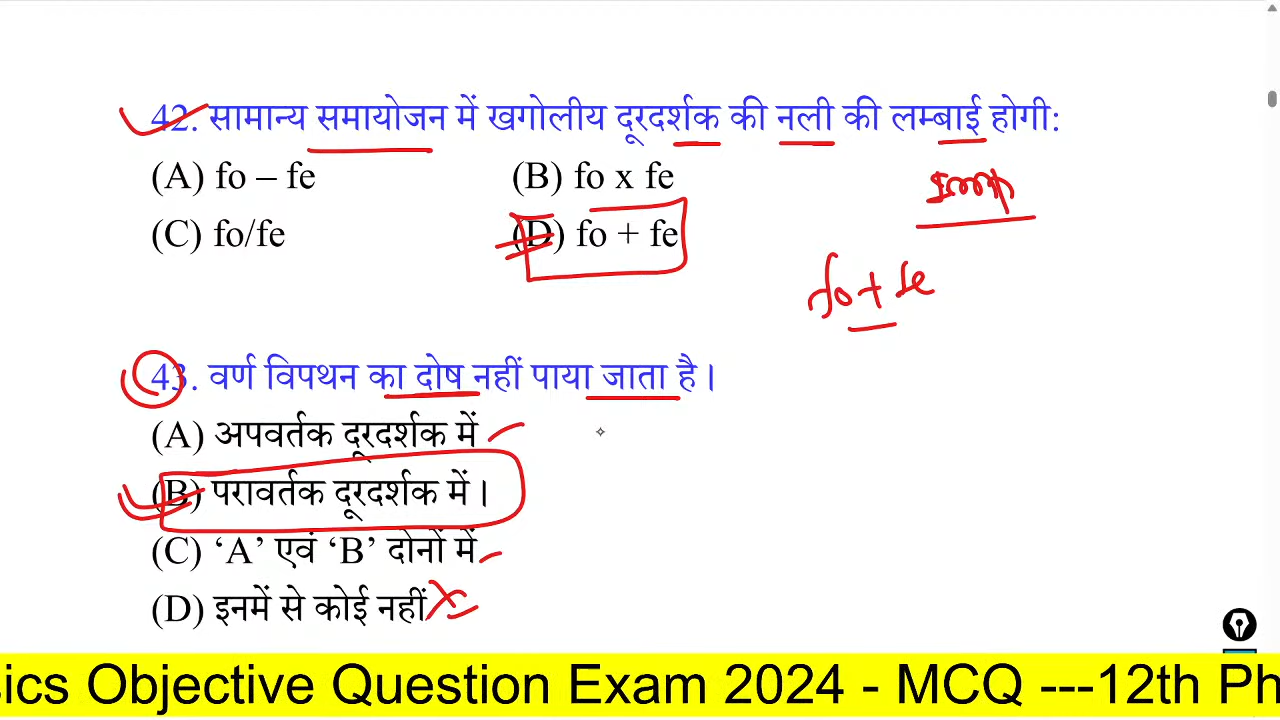 42. सामान्य समायोजन में खगोलीय दूरदर्शक की नली की लम्बाई होगी:
(A) fo – fe (B) fo x fe
(C) fo/fe (D) fo + fe
fo + fe
43. वर्ण विपथन का दोष नहीं पाया जाता है।
(A) अपवर्तक दूरदर्शक में
(B) परावर्तक दूरदर्शक में।
(C) ‘A’ एवं ‘B’ दोनों में
(D) इनमें से कोई नहीं
sics Objective Question Exam 2024 - MCQ ---12th Ph